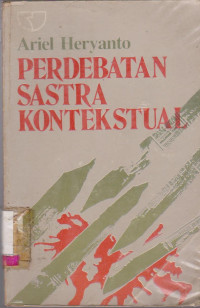 Ariel Heryanto
PERDEBATAN
SASTRA
KONTEKSTUAL